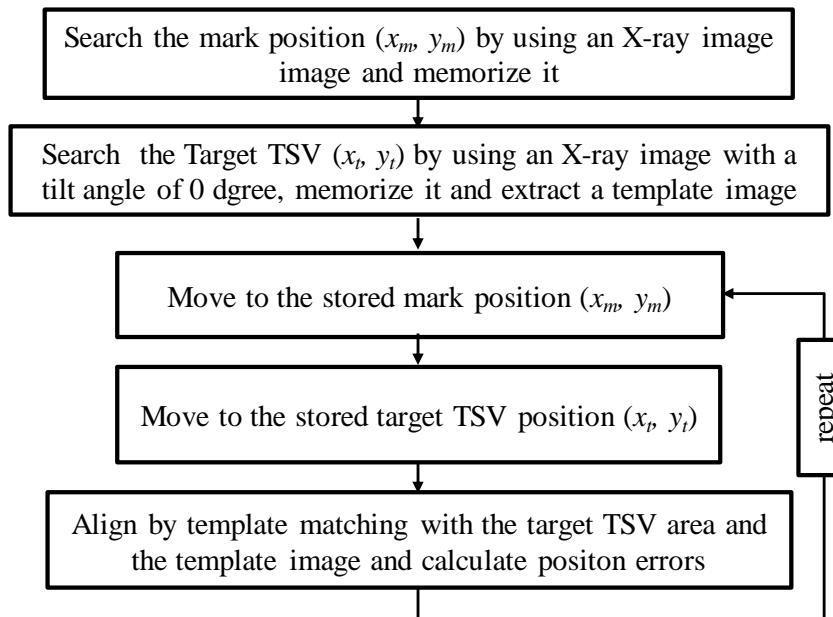 Search the mark position (xm, ym) by using an X-ray image
image and memorize it
Search the Target TSV (xt, yt) by using an X-ray image with a
tilt angle of 0 dgree, memorize it and extract a template image
Move to the stored mark position (xm, ym)
Move to the stored target TSV position (xt, yt)
repeat
Align by template matching with the target TSV area and
the template image and calculate positon errors